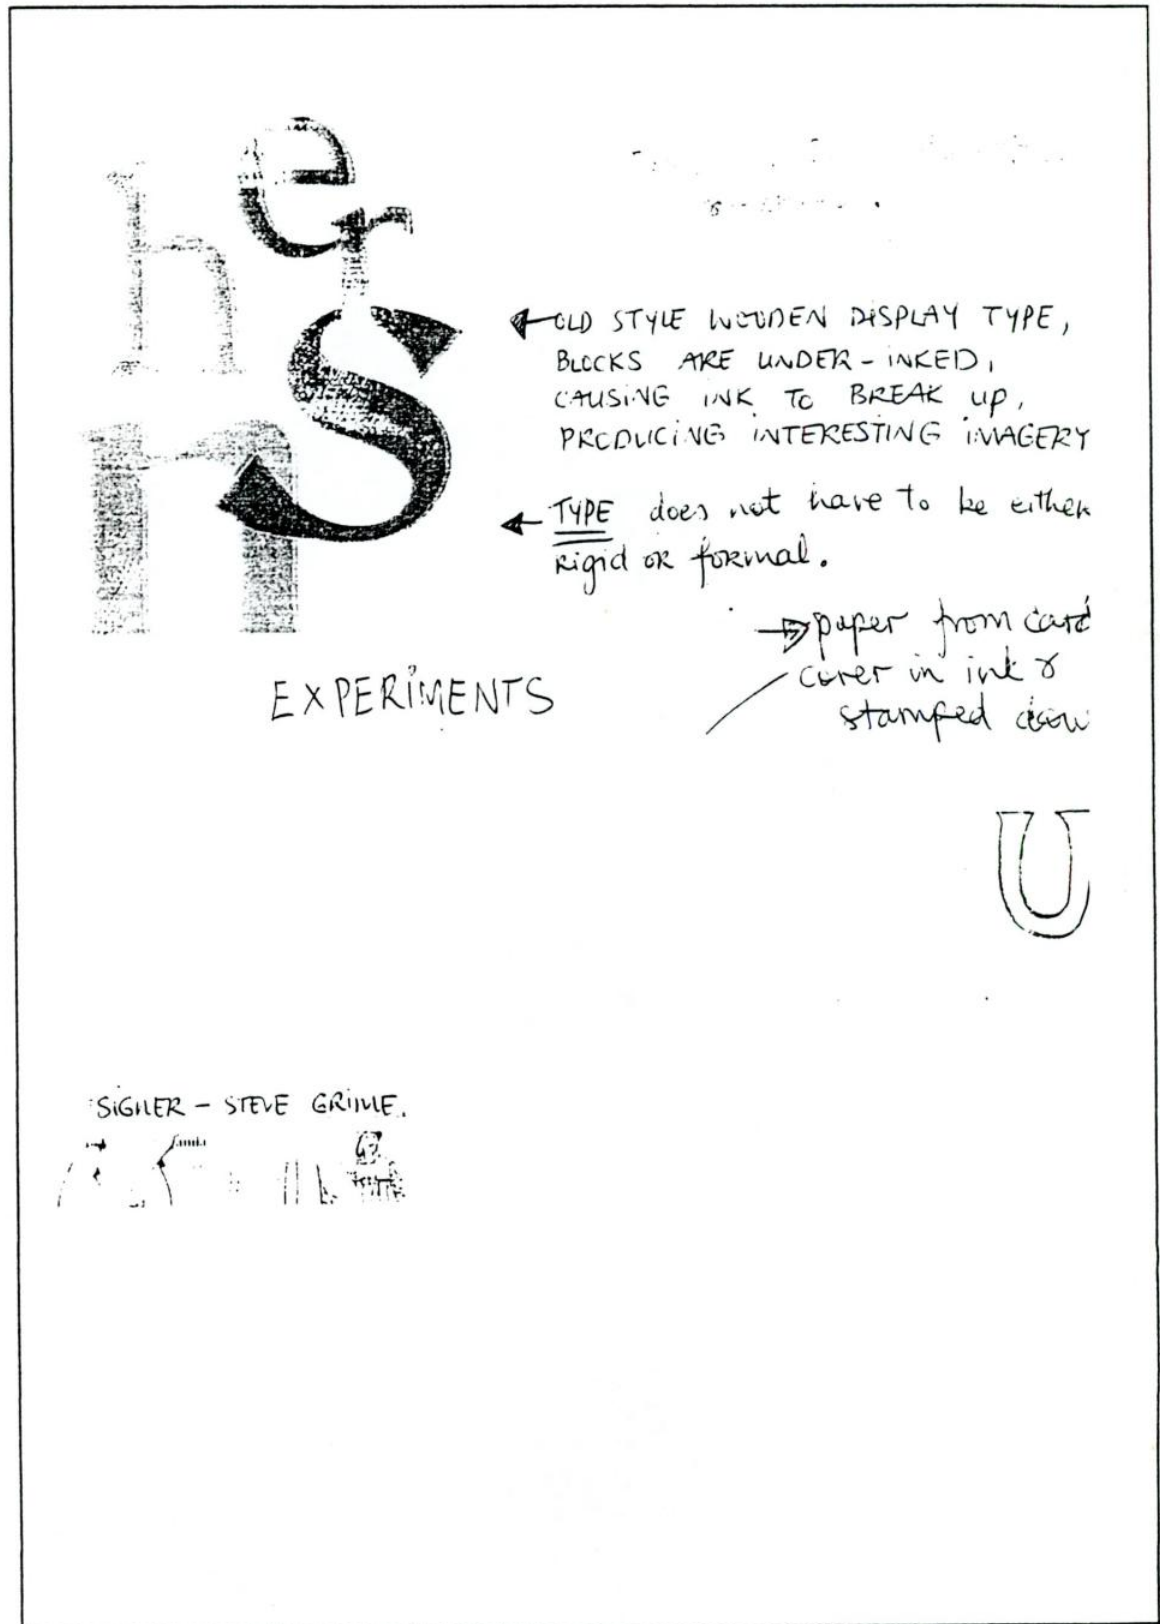 h e r
s
n
OLD STYLE WOODEN DISPLAY TYPE,
BLOCKS ARE UNDER-INKED,
CAUSING INK TO BREAK UP,
PRODUCING INTERESTING IMAGERY
TYPE does not have to be either
rigid or formal.
paper from card
cover in ink &
stamped
EXPERIMENTS
U
SIGNER - STEVE GRIME.